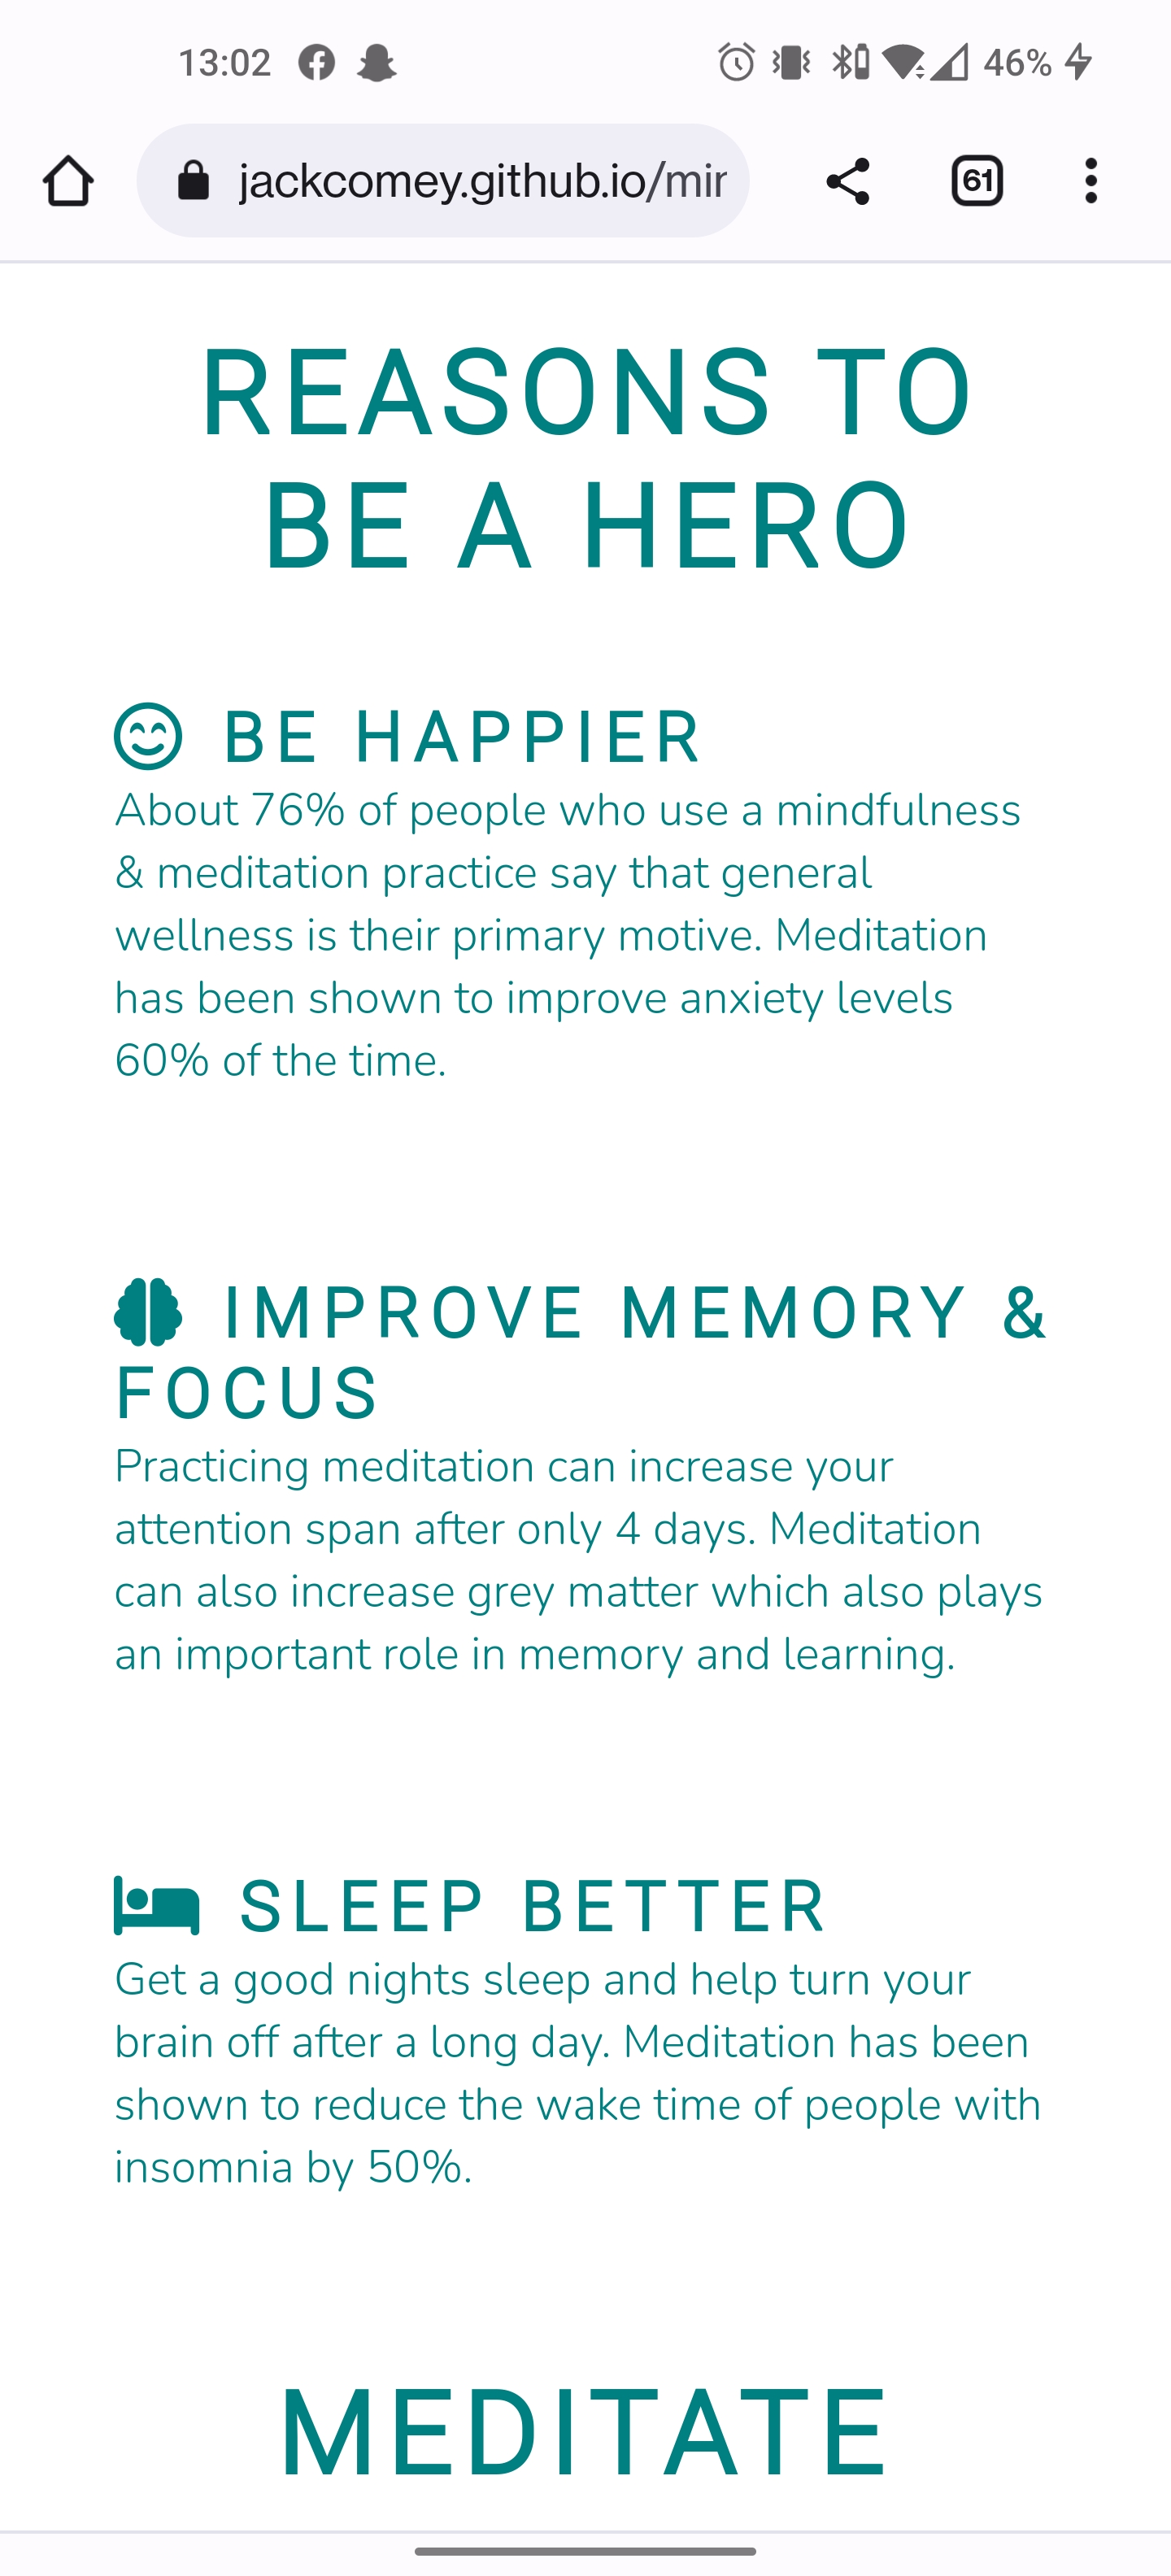 13:02
46%
jackcomey.github.io/mir
61
REASONS TO
BE A HERO
BE HAPPIER
About 76% of people who use a mindfulness
& meditation practice say that general
wellness is their primary motive. Meditation
has been shown to improve anxiety levels
60% of the time.
IMPROVE MEMORY &
FOCUS
Practicing meditation can increase your
attention span after only 4 days. Meditation
can also increase grey matter which also plays
an important role in memory and learning.
SLEEP BETTER
Get a good nights sleep and help turn your
brain off after a long day. Meditation has been
shown to reduce the wake time of people with
insomnia by 50%.
MEDITATE